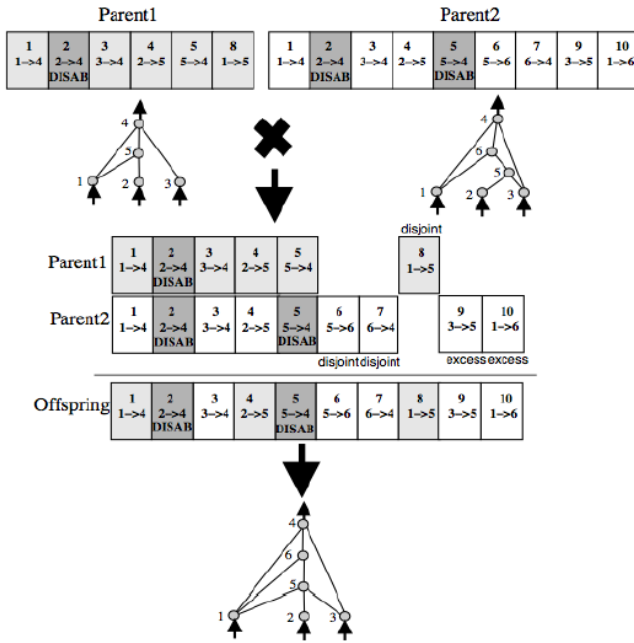 Parent1
Parent2
1 2 3 4 5 8
1->4 2->4 3->4 2->5 5->4 1->5
DISAB
1 2 3 4 5 6 7 9 10
1->4 2->4 3->4 2->5 5->4 5->6 6->4 3->5 1->6
DISAB DISAB
4
5
1 2 3
4
6
5
1 2 3
disjoint
Parent1
1 2 3 4 5 8
1->4 2->4 3->4 2->5 5->4 1->5
DISAB
Parent2
1 2 3 4 5 6 7 9 10
1->4 2->4 3->4 2->5 5->4 5->6 6->4 3->5 1->6
DISAB DISAB
disjoint disjoint excess excess
Offspring
1 2 3 4 5 6 7 8 9 10
1->4 2->4 3->4 2->5 5->4 5->6 6->4 1->5 3->5 1->6
DISAB DISAB
4
6
5
1 2 3